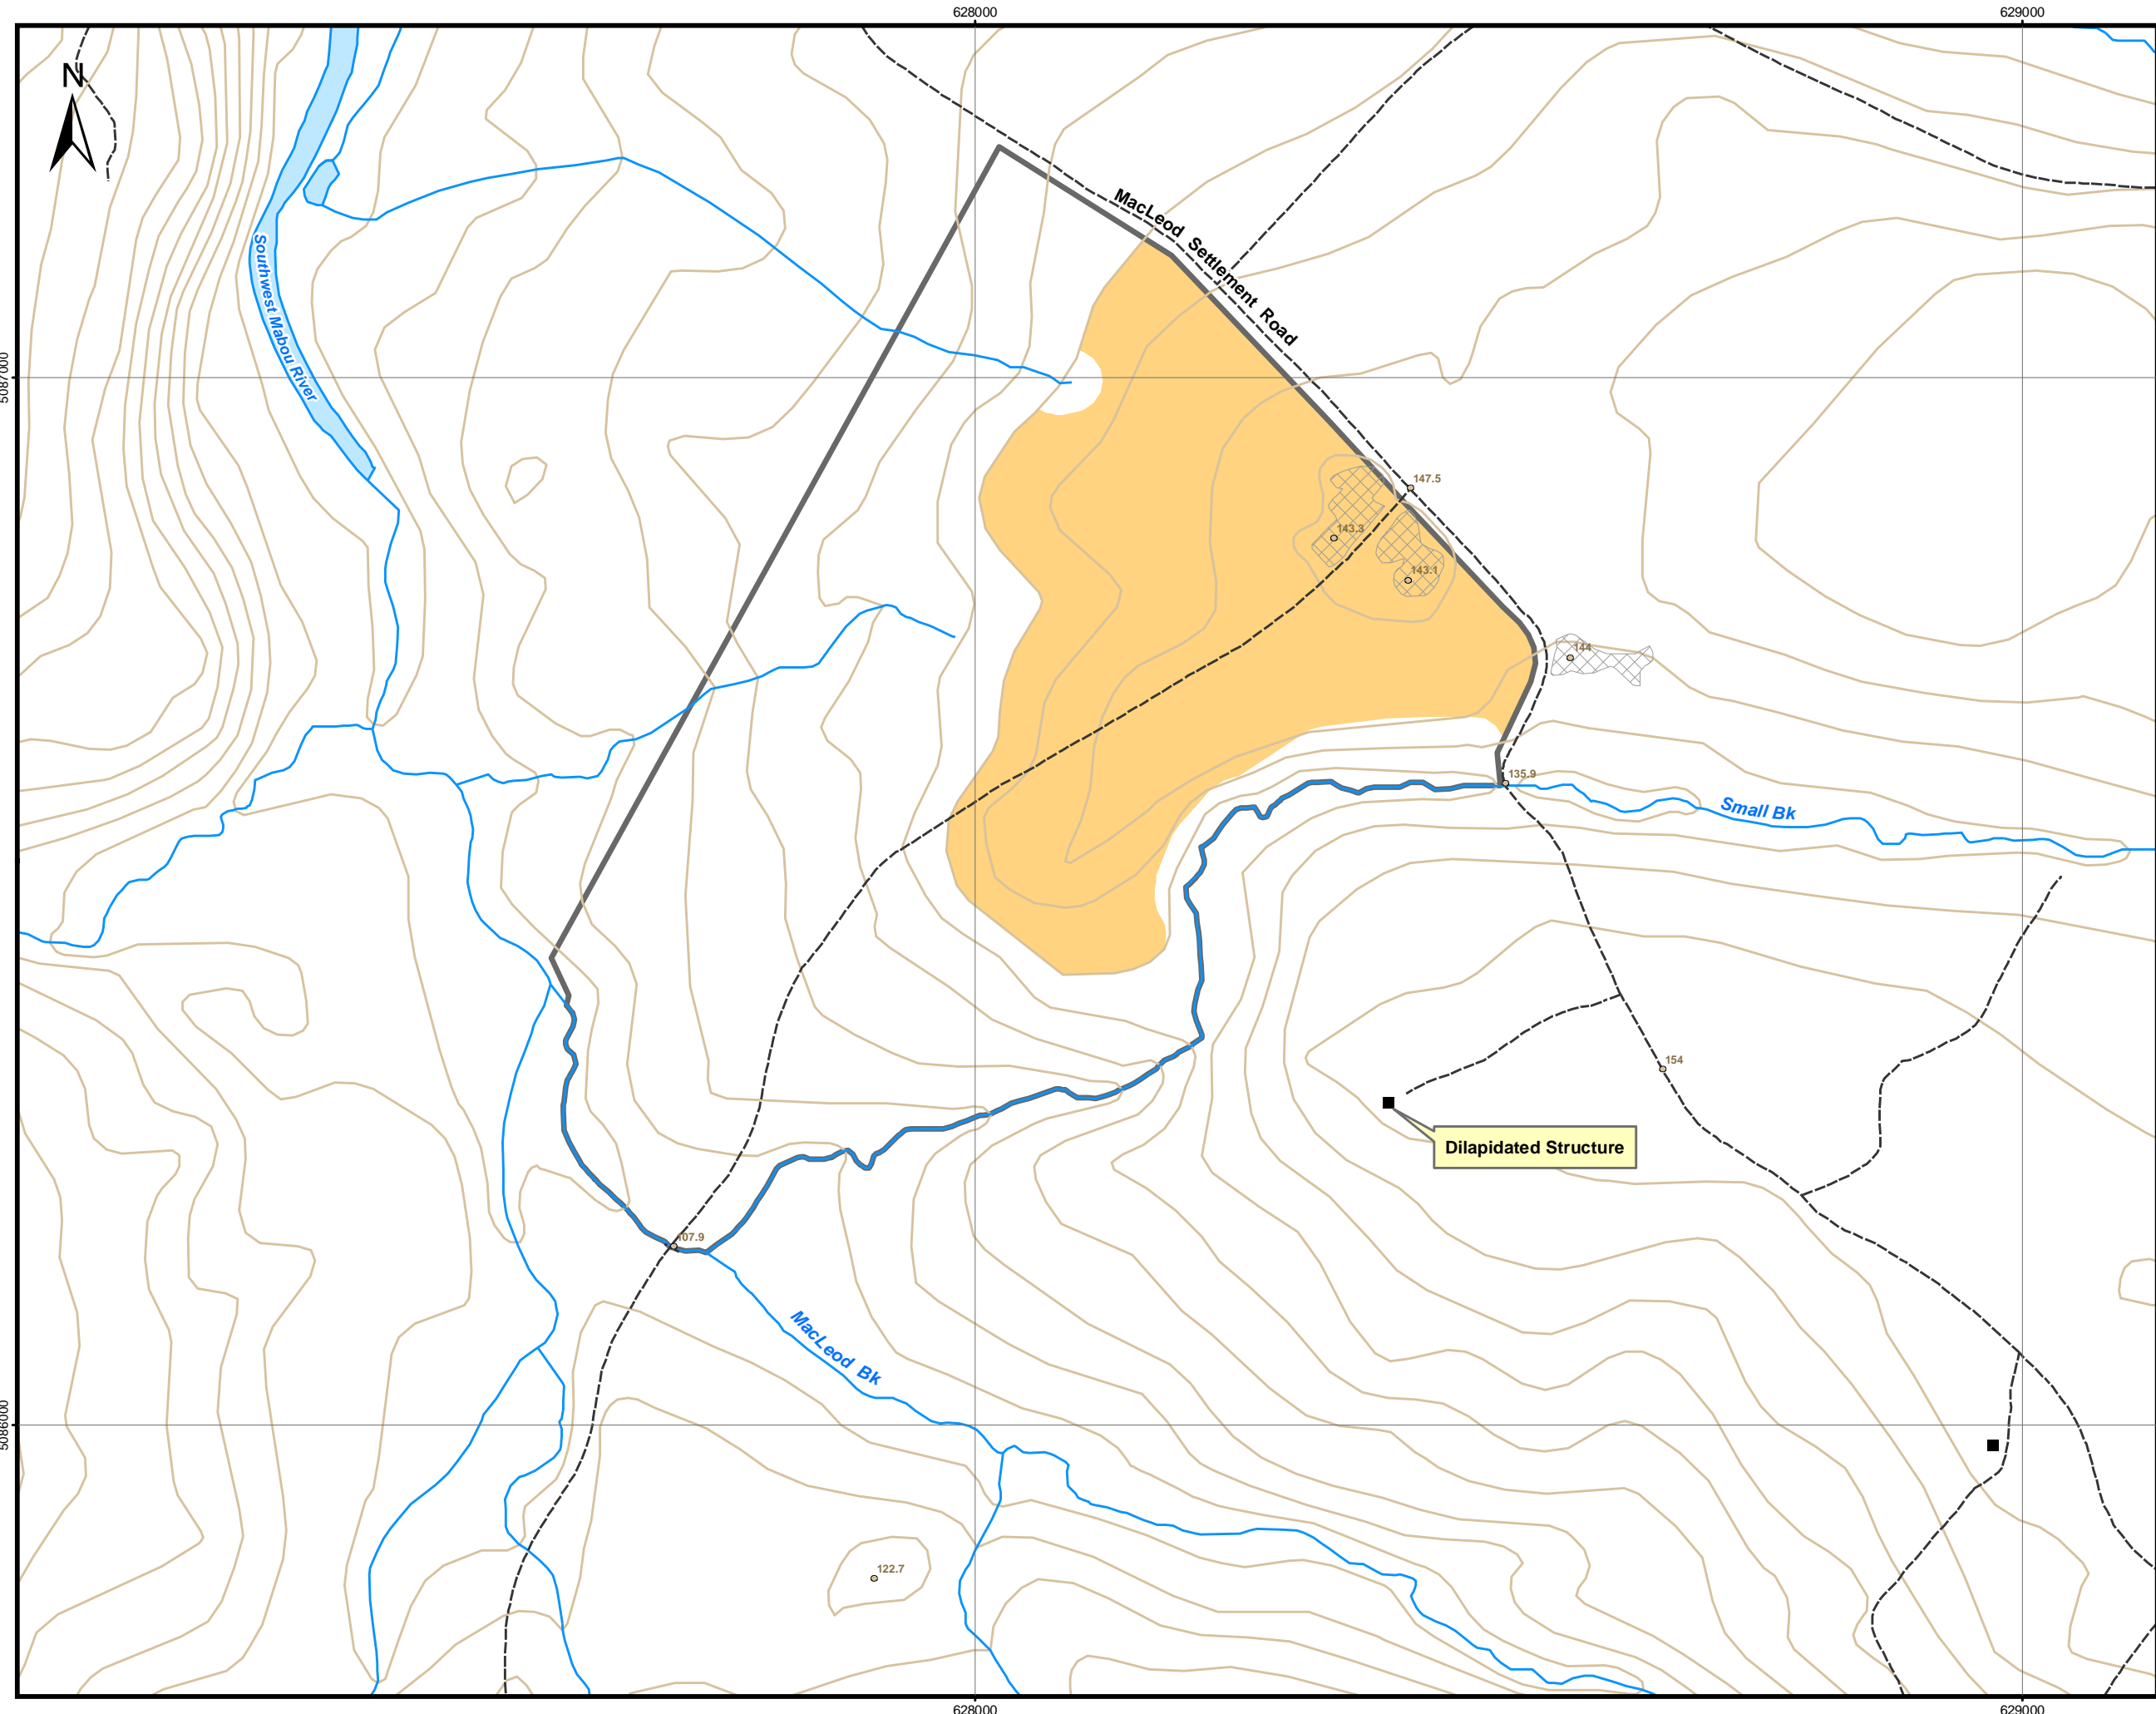 628000
629000
N
MacLeod Settlement Road
Southwest Mabou River
5087000
147.5
143.3
143.1
144
135.9
Small Bk
154
Dilapidated Structure
107.9
MacLeod Bk
5086000
122.7
628000
629000